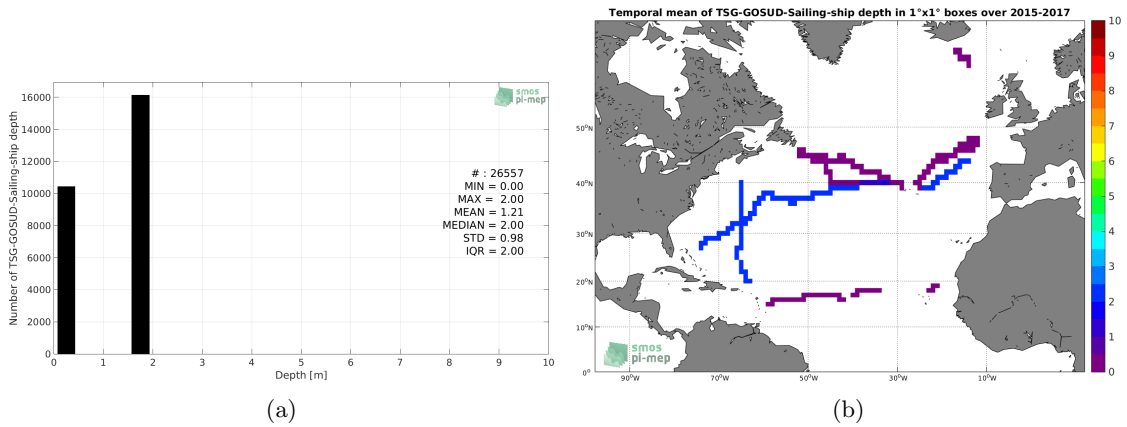 Temporal mean of TSG-GOSUD-Sailing-ship depth in 1°x1° boxes over 2015-2017
Number of TSG-GOSUD-Sailing-ship depth
16000
14000
12000
10000
8000
6000
4000
2000
0
smos
pi-mep
# : 26557
MIN = 0.00
MAX = 2.00
MEAN = 1.21
MEDIAN = 2.00
STD = 0.98
IQR = 2.00
0 1 2 3 4 5 6 7 8 9 10
Depth [m]
(a)
50°N
40°N
30°N
20°N
10°N
0°
90°W 70°W 50°W 30°W 10°W
smos
pi-mep
10
9
8
7
6
5
4
3
2
1
0
(b)